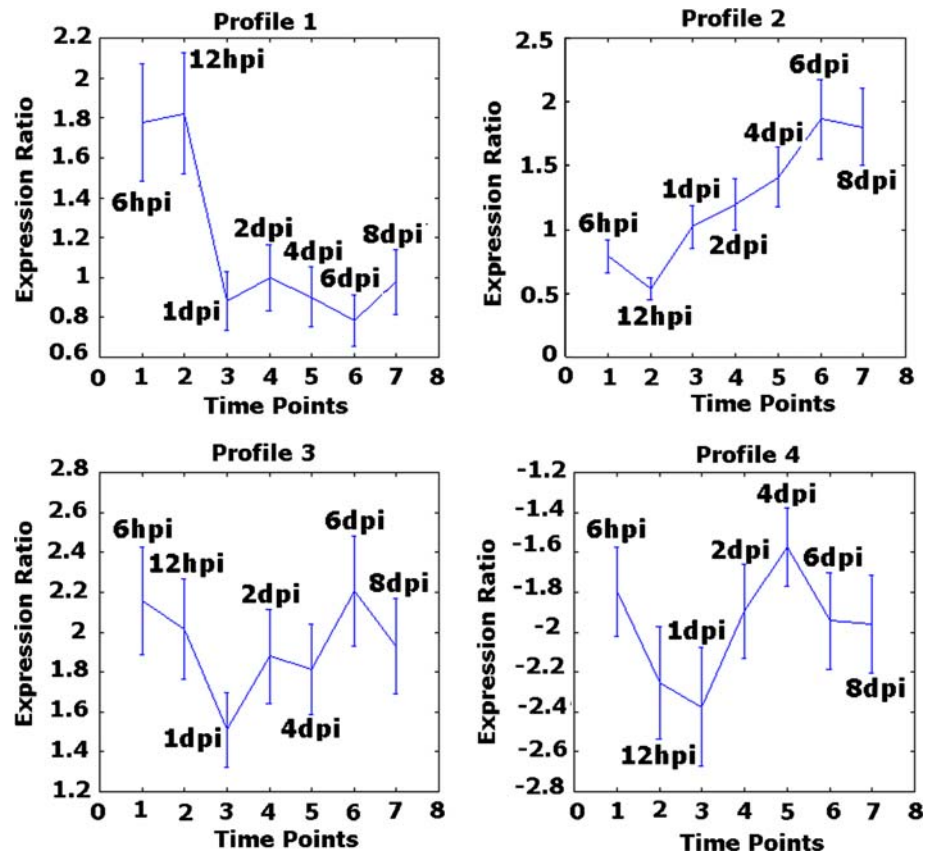 Profile 1
2.2
2
1.8
1.6
1.4
1.2
1
0.8
0.6
Expression Ratio
12hpi
6hpi
2dpi
4dpi
8dpi
6dpi
1dpi
0 1 2 3 4 5 6 7 8
Time Points
Profile 2
2.5
2
1.5
1
0.5
0
Expression Ratio
6dpi
4dpi
1dpi
8dpi
6hpi
2dpi
12hpi
0 1 2 3 4 5 6 7 8
Time Points
Profile 3
2.8
2.6
2.4
2.2
2
1.8
1.6
1.4
1.2
Expression Ratio
6hpi
6dpi
12hpi
8dpi
2dpi
1dpi
4dpi
0 1 2 3 4 5 6 7 8
Time Points
Profile 4
-1.2
-1.4
-1.6
-1.8
-2
-2.2
-2.4
-2.6
-2.8
Expression Ratio
4dpi
6hpi
2dpi
6dpi
1dpi
8dpi
12hpi
0 1 2 3 4 5 6 7 8
Time Points